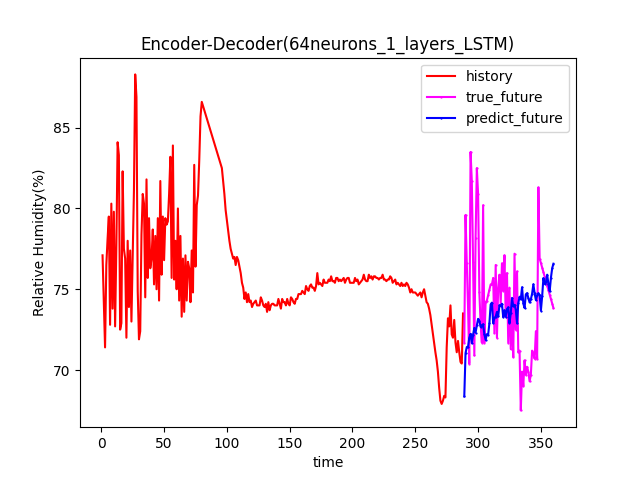 Encoder-Decoder(64neurons_1_layers_LSTM)
history
true_future
predict_future
Relative Humidity(%)
85
80
75
70
0 50 100 150 200 250 300 350
time